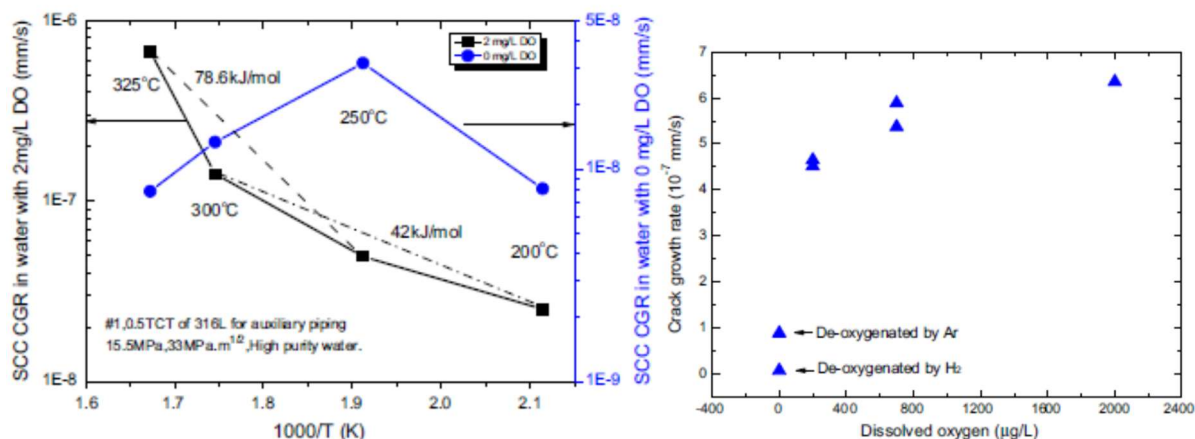 1E-6
1E-7
1E-8
SCC CGR in water with 2mg/L DO (mm/s)
325°C
78.6kJ/mol
2 mg/L DO
0 mg/L DO
250°C
300°C
42kJ/mol
200°C
#1,0.5TCT of 316L for auxiliary piping
15.5MPa,33MPa.m1/2,High purity water.
1.6 1.7 1.8 1.9 2.0 2.1
1000/T (K)
5E-8
1E-8
1E-9
SCC CGR in water with 0 mg/L DO (mm/s)
7
6
5
4
3
2
1
0
Crack growth rate (10-7 mm/s)
De-oxygenated by Ar
De-oxygenated by H2
-400 0 400 800 1200 1600 2000 2400
Dissolved oxygen (µg/L)